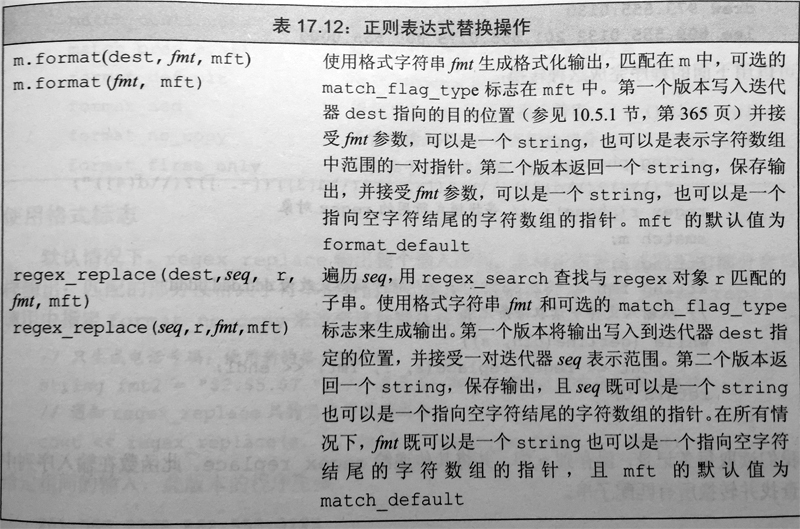 表 17.12：正则表达式替换操作
m.format(dest, fmt, mft)
m.format(fmt, mft)
使用格式字符串 fmt 生成格式化输出，匹配在 m 中，可选的
match_flag_type 标志在 mft 中。第一个版本写入迭代
器 dest 指向的目的位置（参见 10.5.1 节，第 365 页）并接
受 fmt 参数，可以是一个 string，也可以是表示字符数组
中范围的一对指针。第二个版本返回一个 string，保存输
出，并接受 fmt 参数，可以是一个 string，也可以是一个
指向空字符结尾的字符数组的指针。mft 的默认值为
format_default
regex_replace(dest, seq, r,
fmt, mft)
regex_replace(seq, r, fmt, mft)
遍历 seq，用 regex_search 查找与 regex 对象 r 匹配的
子串。使用格式字符串 fmt 和可选的 match_flag_type
标志来生成输出。第一个版本将输出写入到迭代器 dest 指
定的位置，并接受一对迭代器 seq 表示范围。第二个版本返
回一个 string，保存输出，且 seq 既可以是一个 string
也可以是一个指向空字符结尾的字符数组的指针。在所有情
况下，fmt 既可以是一个 string 也可以是一个指向空字符
结尾的字符数组的指针，且 mft 的默认值为
match_default